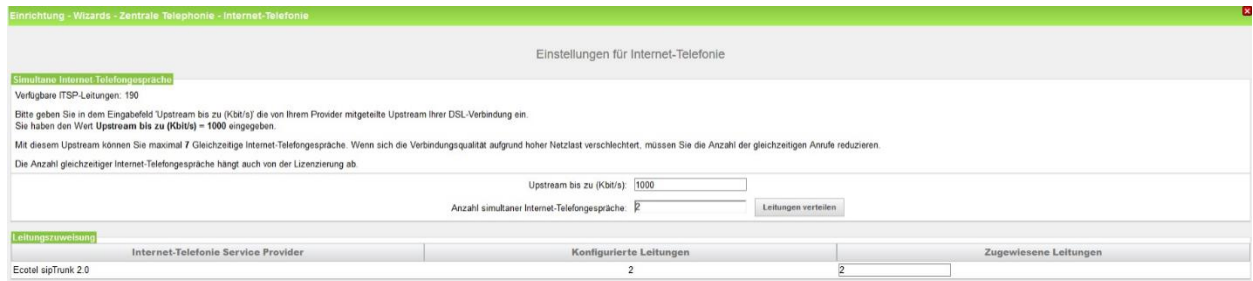 Einrichtung - Wizards - Zentrale Telephonie - Internet-Telefonie
Einstellungen für Internet-Telefonie
Simultane Internet-Telefongespräche
Verfügbare ITSP-Leitungen: 190
Bitte geben Sie in dem Eingabefeld 'Upstream bis zu (Kbit/s)' die von Ihrem Provider mitgeteilte Upstream Ihrer DSL-Verbindung ein.
Sie haben den Wert Upstream bis zu (Kbit/s) = 1000 eingegeben.
Mit diesem Upstream können Sie maximal 7 Gleichzeitige Internet-Telefongespräche. Wenn sich die Verbindungsqualität aufgrund hoher Netzlast verschlechtert, müssen Sie die Anzahl der gleichzeitigen Anrufe reduzieren.
Die Anzahl gleichzeitiger Internet-Telefongespräche hängt auch von der Lizenzierung ab.
Upstream bis zu (Kbit/s): 1000
Anzahl simultaner Internet-Telefongespräche: 2 Leitungen verteilen
Leitungszuweisung
Internet-Telefonie Service Provider Konfigurierte Leitungen Zugewiesene Leitungen
Ecotel sipTrunk 2.0 2 2